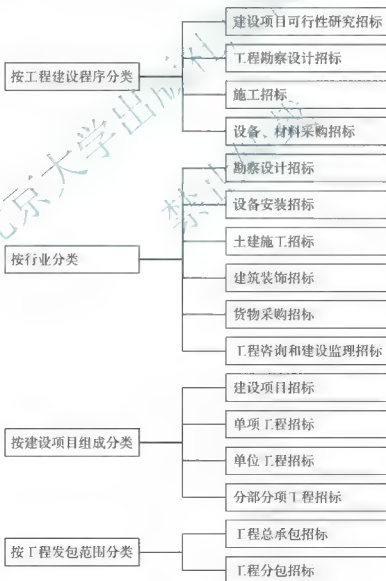 按工程建设程序分类
建设项目可行性研究招标
工程勘察设计招标
施工招标
设备、材料采购招标
按行业分类
勘察设计招标
设备安装招标
土建施工招标
建筑装饰招标
货物采购招标
工程咨询和建设监理招标
按建设项目组成分类
建设项目招标
单项工程招标
单位工程招标
分部分项工程招标
按工程发包范围分类
工程总承包招标
工程分包招标
北京大学出版社